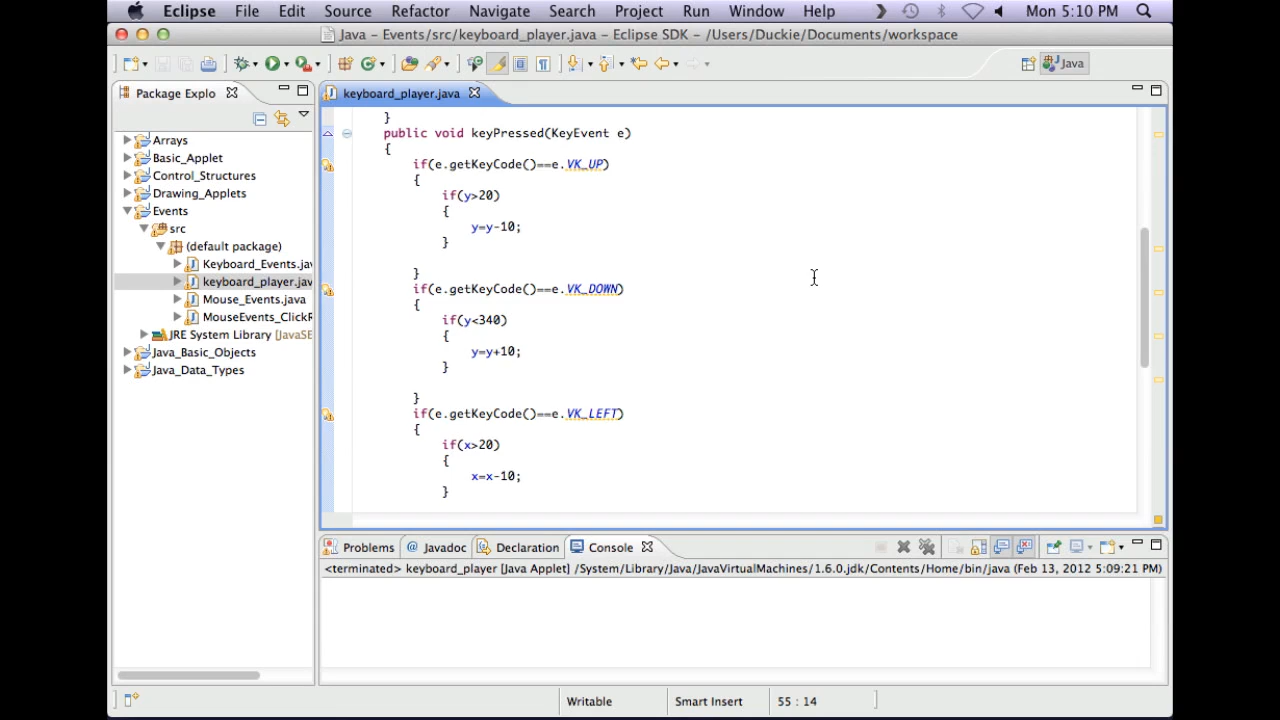 Eclipse File Edit Source Refactor Navigate Search Project Run Window Help Mon 5:10 PM
Java – Events/src/keyboard_player.java – Eclipse SDK – /Users/Duckie/Documents/workspace
Java
Package Explo
Arrays
Basic_Applet
Control_Structures
Drawing_Applets
Events
src
(default package)
Keyboard_Events.jav
keyboard_player.jav
Mouse_Events.java
MouseEvents_ClickR
JRE System Library [JavaSE
Java_Basic_Objects
Java_Data_Types
keyboard_player.java
}
public void keyPressed(KeyEvent e)
{
if(e.getKeyCode()==e.VK_UP)
{
if(y>20)
{
y=y-10;
}
}
if(e.getKeyCode()==e.VK_DOWN)
{
if(y<340)
{
y=y+10;
}
}
if(e.getKeyCode()==e.VK_LEFT)
{
if(x>20)
{
x=x-10;
}
Problems @ Javadoc Declaration Console
<terminated> keyboard_player [Java Applet] /System/Library/Java/JavaVirtualMachines/1.6.0.jdk/Contents/Home/bin/java (Feb 13, 2012 5:09:21 PM)
Writable Smart Insert 55 : 14